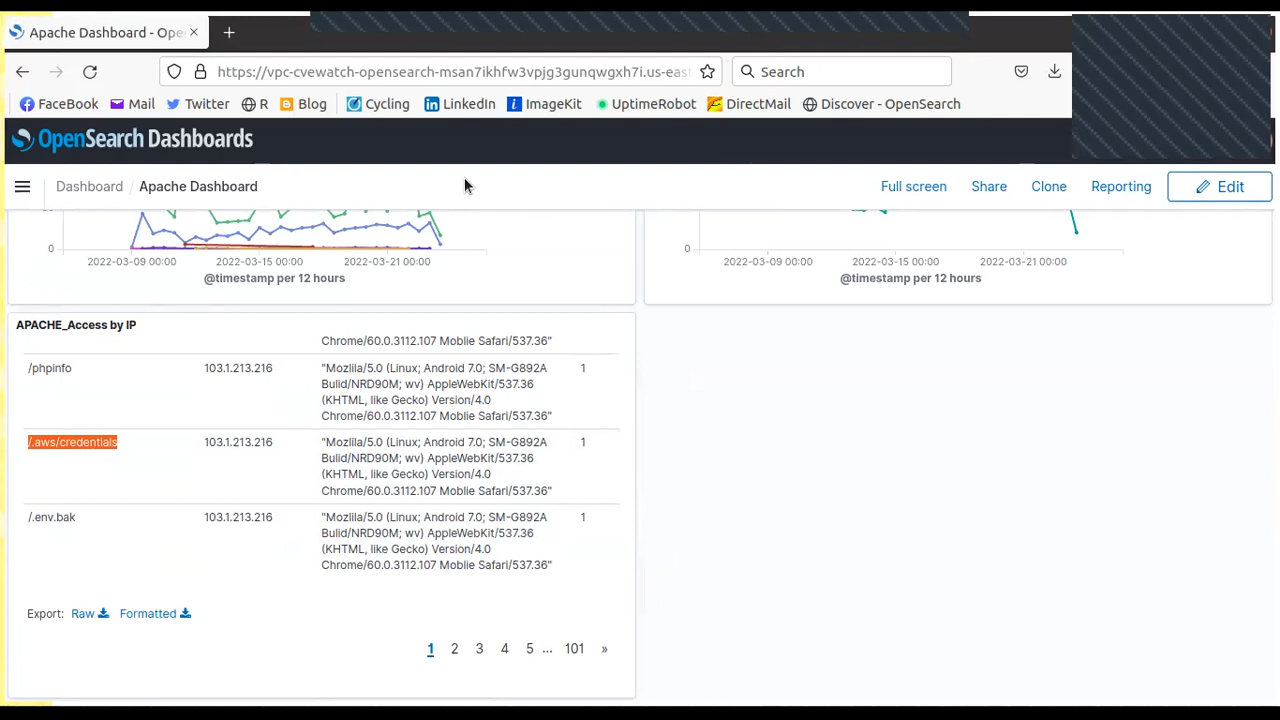 Apache Dashboard - Ope
https://vpc-cvewatch-opensearch-msan7ikhfw3vpjg3gunqwgxh7i.us-eas
Search
FaceBook Mail Twitter R Blog Cycling LinkedIn ImageKit UptimeRobot DirectMail Discover - OpenSearch
OpenSearch Dashboards
Dashboard / Apache Dashboard Full screen Share Clone Reporting Edit
0
2022-03-09 00:00 2022-03-15 00:00 2022-03-21 00:00
@timestamp per 12 hours
0
2022-03-09 00:00 2022-03-15 00:00 2022-03-21 00:00
@timestamp per 12 hours
APACHE_Access by IP
Chrome/60.0.3112.107 Moblie Safari/537.36"
/phpinfo 103.1.213.216 "Mozlila/5.0 (Linux; Android 7.0; SM-G892A 1
Bulid/NRD90M; wv) AppleWebKit/537.36
(KHTML, like Gecko) Version/4.0
Chrome/60.0.3112.107 Moblie Safari/537.36"
/.aws/credentials 103.1.213.216 "Mozlila/5.0 (Linux; Android 7.0; SM-G892A 1
Bulid/NRD90M; wv) AppleWebKit/537.36
(KHTML, like Gecko) Version/4.0
Chrome/60.0.3112.107 Moblie Safari/537.36"
/.env.bak 103.1.213.216 "Mozlila/5.0 (Linux; Android 7.0; SM-G892A 1
Bulid/NRD90M; wv) AppleWebKit/537.36
(KHTML, like Gecko) Version/4.0
Chrome/60.0.3112.107 Moblie Safari/537.36"
Export: Raw Formatted
1 2 3 4 5 ... 101 »